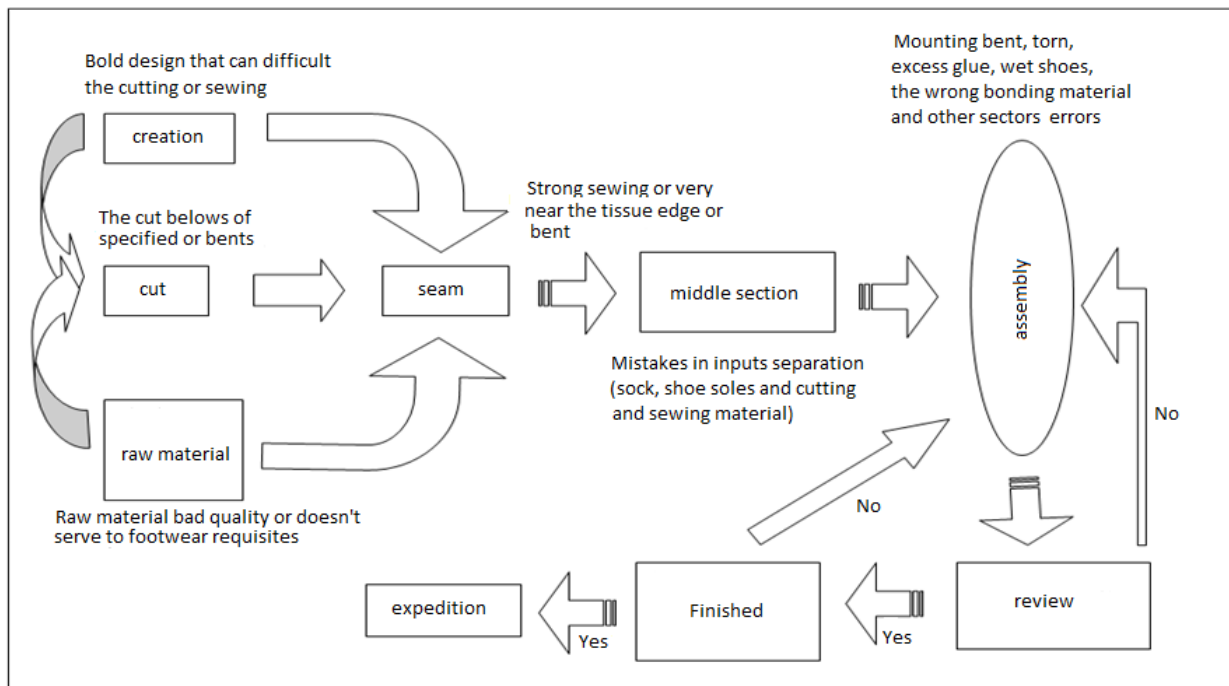 Bold design that can difficult
the cutting or sewing
creation
The cut belows of
specified or bents
cut
raw material
Raw material bad quality or doesn't
serve to footwear requisites
seam
Strong sewing or very
near the tissue edge or
bent
middle section
Mistakes in inputs separation
(sock, shoe soles and cutting
and sewing material)
Mounting bent, torn,
excess glue, wet shoes,
the wrong bonding material
and other sectors errors
assembly
No
No
review
Yes
Finished
Yes
expedition